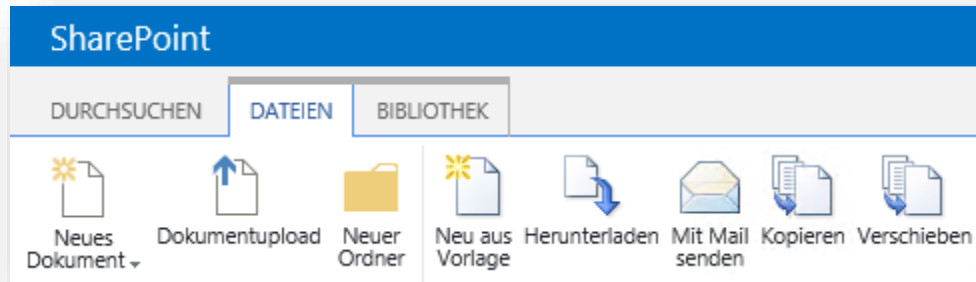 SharePoint
DURCHSUCHEN DATEIEN BIBLIOTHEK
Neues Dokument
Dokumentupload
Neuer Ordner
Neu aus Vorlage
Herunterladen
Mit Mail senden
Kopieren
Verschieben